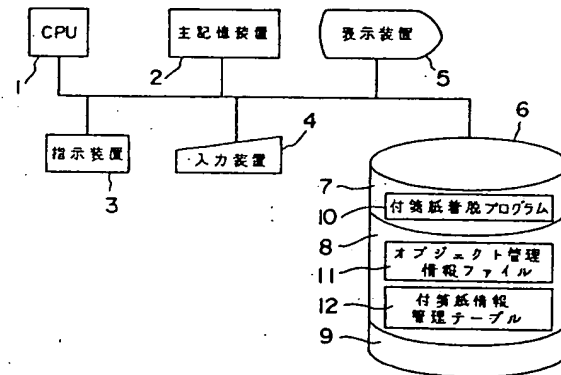 CPU
1
主記憶装置
2
表示装置
5
指示装置
3
入力装置
4
6
7
付箋紙着脱プログラム
10
8
オブジェクト管理
情報ファイル
11
付箋紙情報
管理テーブル
12
9